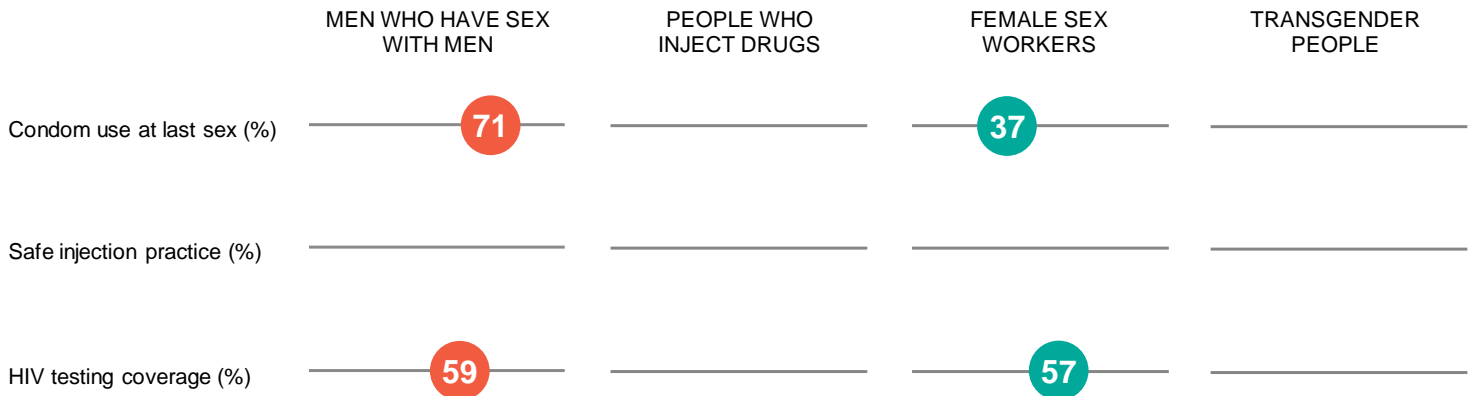 MEN WHO HAVE SEX
WITH MEN
PEOPLE WHO
INJECT DRUGS
FEMALE SEX
WORKERS
TRANSGENDER
PEOPLE
Condom use at last sex (%)
71
37
Safe injection practice (%)
HIV testing coverage (%)
59
57